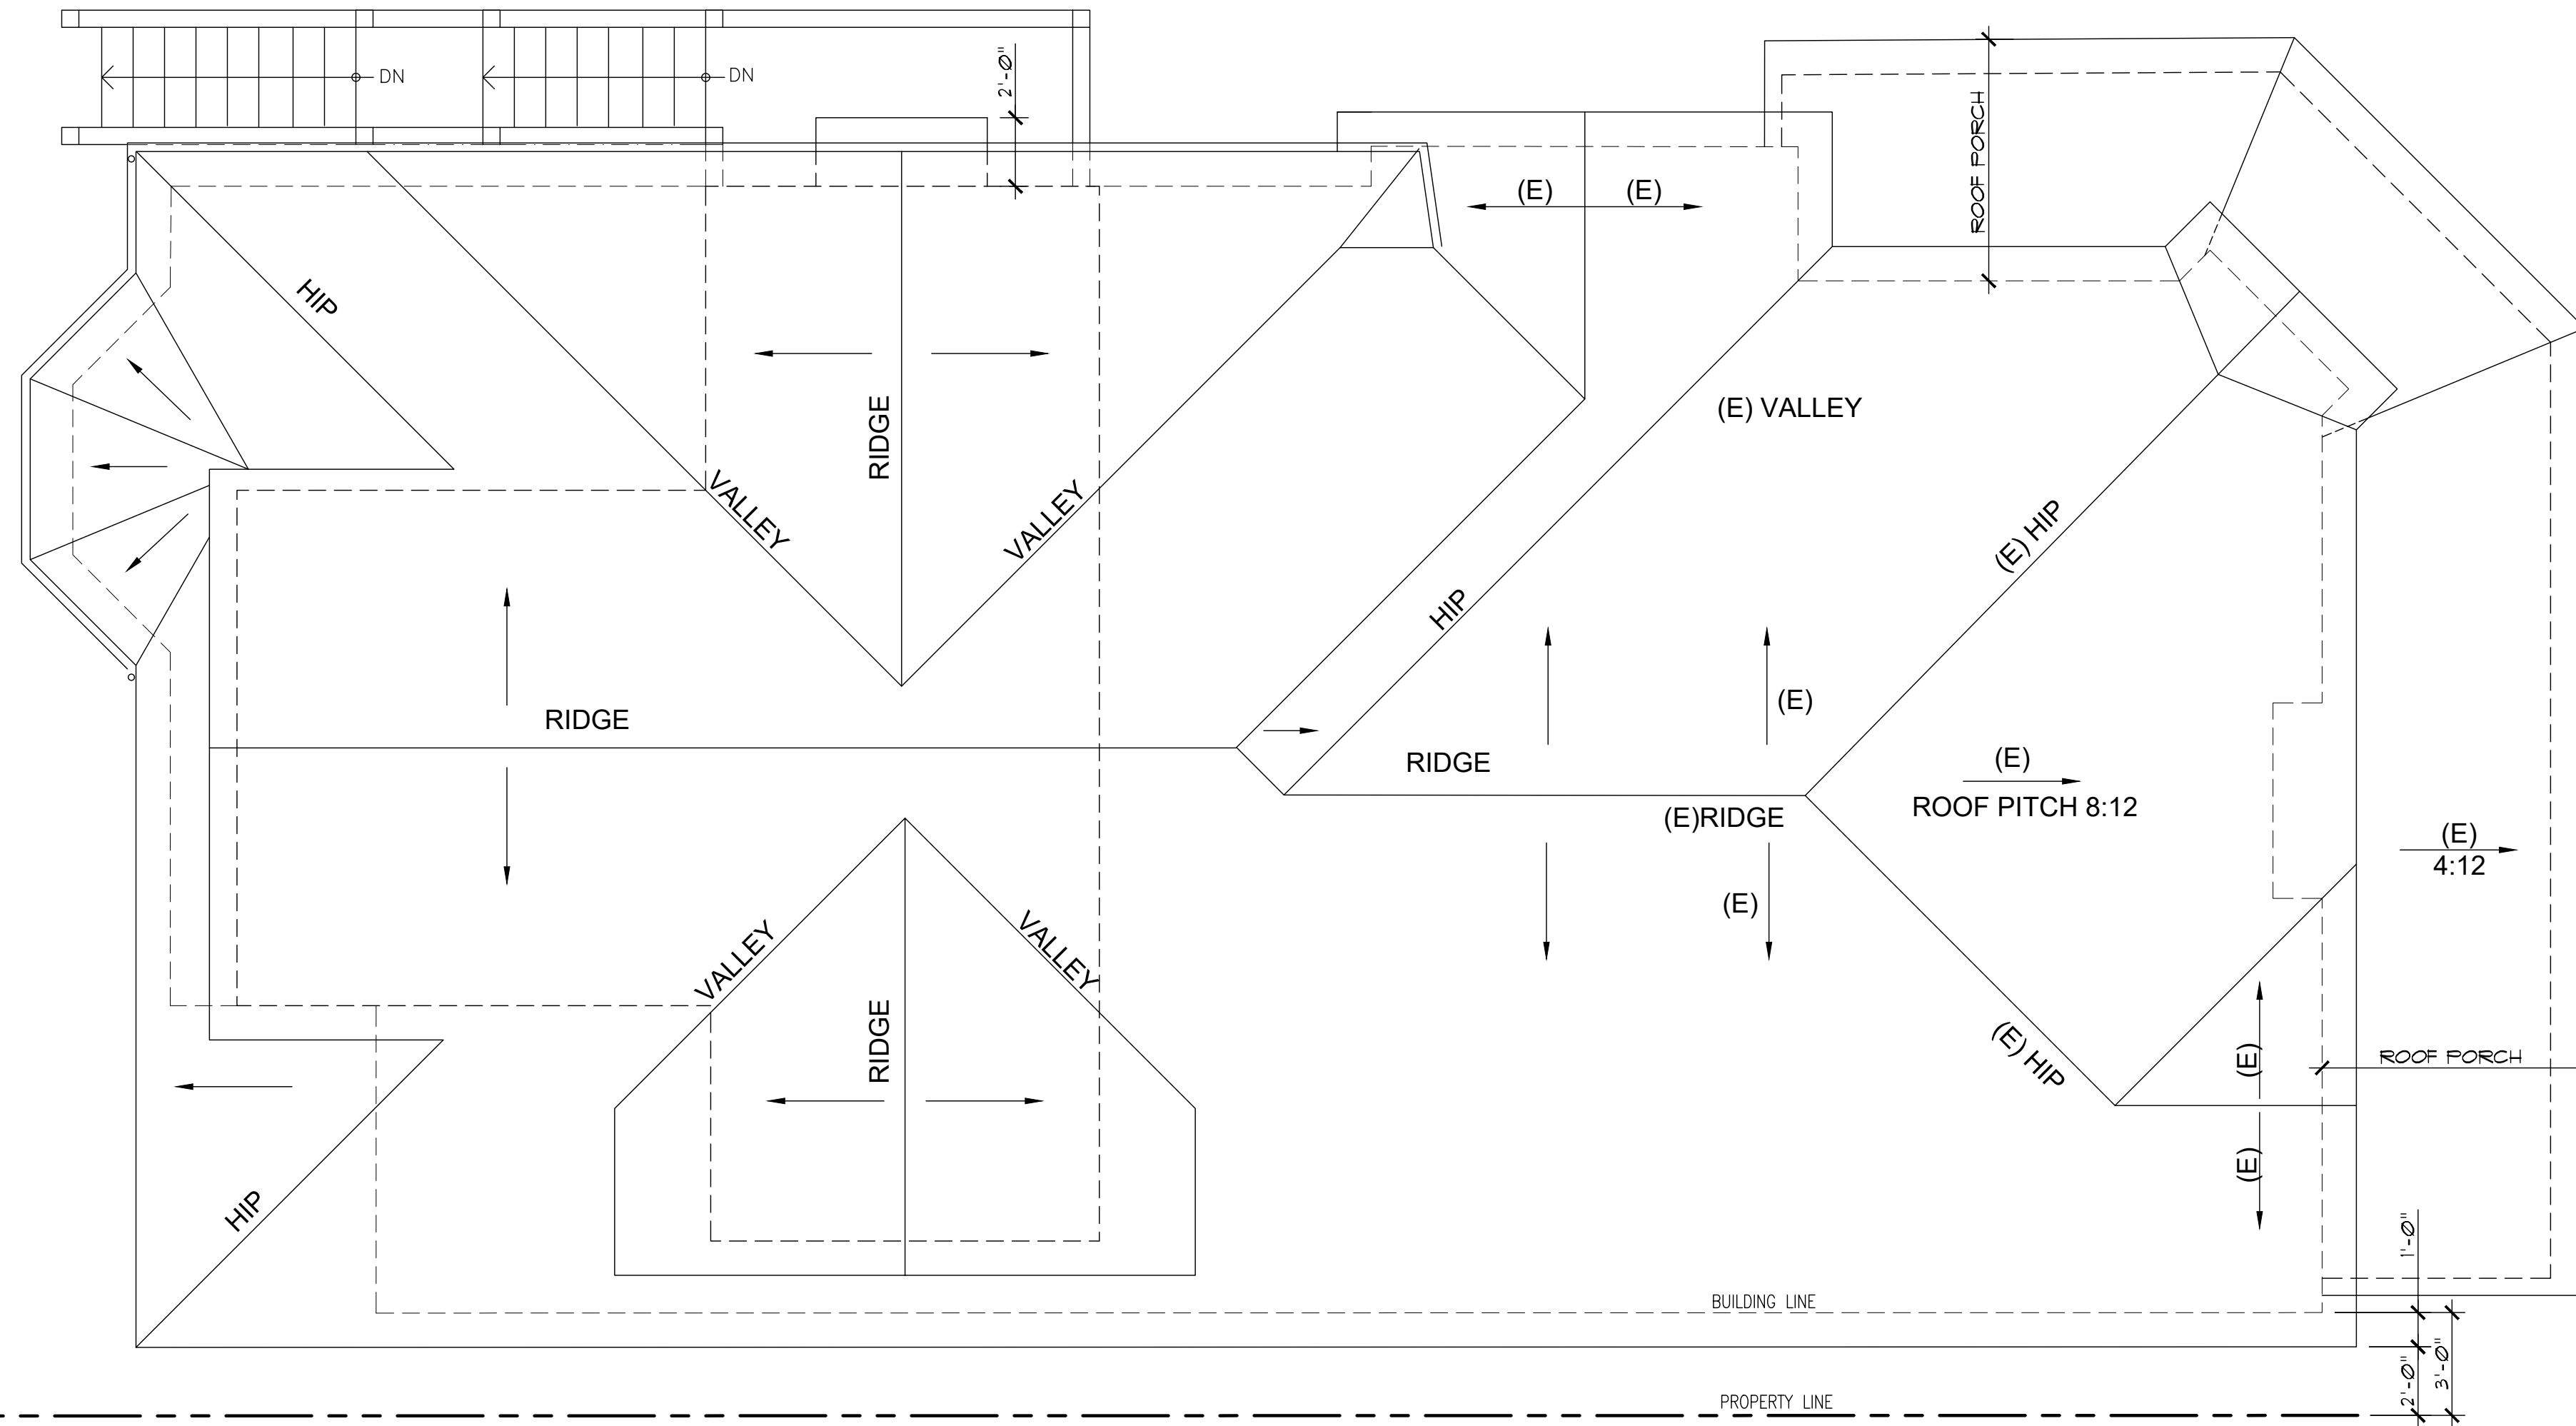 DN
DN
2'-0"
ROOF PORCH
(E)
(E)
HIP
RIDGE
(E) VALLEY
VALLEY
VALLEY
(E) HIP
HIP
(E)
RIDGE
RIDGE
(E)
ROOF PITCH 8:12
(E)RIDGE
(E)
4:12
(E)
VALLEY
VALLEY
RIDGE
(E) HIP
(E)
ROOF PORCH
(E)
HIP
1'-0"
BUILDING LINE
2'-0"
3'-0"
PROPERTY LINE